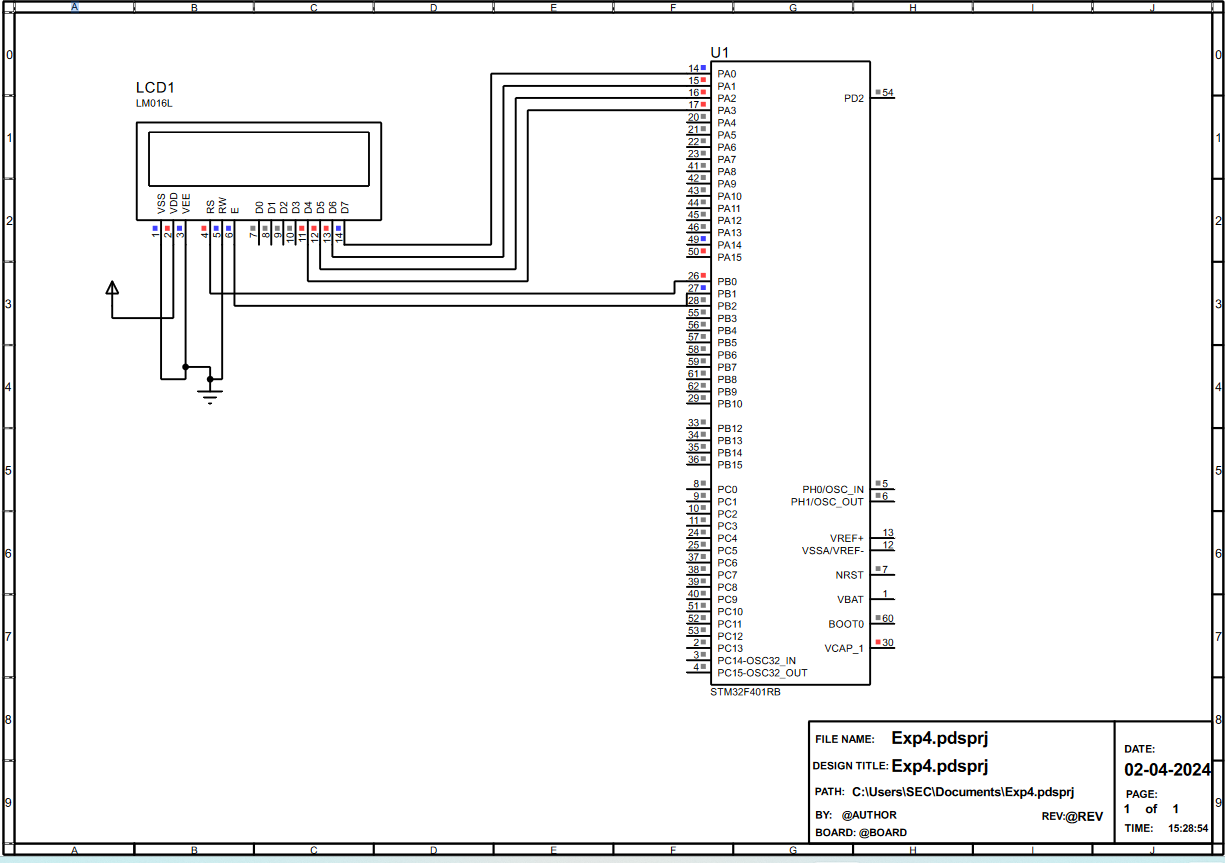 A B C D E F G H I J
0 0
1 1
2 2
3 3
4 4
5 5
6 6
7 7
8 8
9 9
LCD1
LM016L
VSS VDD VEE RS RW E D0 D1 D2 D3 D4 D5 D6 D7
1 2 3 4 5 6 7 8 9 10 11 12 13 14
U1
14 PA0
15 PA1
16 PA2
17 PA3
20 PA4
21 PA5
22 PA6
23 PA7
41 PA8
42 PA9
43 PA10
44 PA11
45 PA12
46 PA13
49 PA14
50 PA15
26 PB0
27 PB1
28 PB2
55 PB3
56 PB4
57 PB5
58 PB6
59 PB7
61 PB8
62 PB9
29 PB10
33 PB12
34 PB13
35 PB14
36 PB15
8 PC0
9 PC1
10 PC2
11 PC3
24 PC4
25 PC5
37 PC6
38 PC7
39 PC8
40 PC9
51 PC10
52 PC11
53 PC12
2 PC13
3 PC14-OSC32_IN
4 PC15-OSC32_OUT
PD2 54
PH0/OSC_IN 5
PH1/OSC_OUT 6
VREF+ 13
VSSA/VREF- 12
NRST 7
VBAT 1
BOOT0 60
VCAP_1 30
STM32F401RB
FILE NAME: Exp4.pdsprj
DESIGN TITLE: Exp4.pdsprj
PATH: C:\Users\SEC\Documents\Exp4.pdsprj
BY: @AUTHOR
REV:@REV
BOARD: @BOARD
DATE:
02-04-2024
PAGE:
1 of 1
TIME: 15:28:54
A B C D E F G H I J